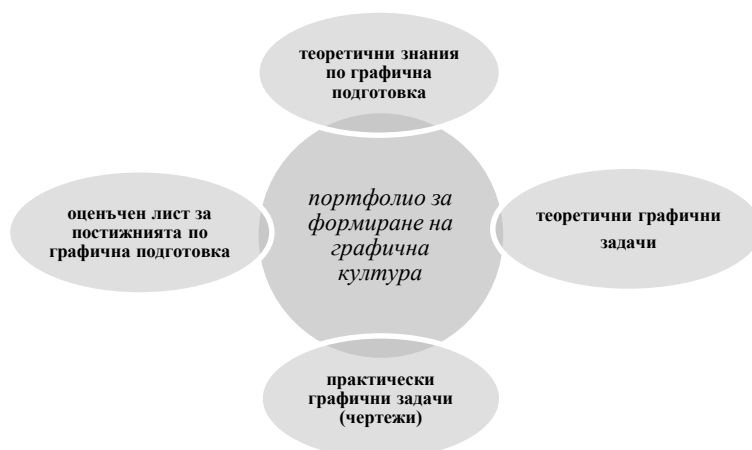 теоретични знания
по графична
подготовка
оценъчен лист за
постижнията по
графична подготовка
портфолио за
формиране на
графична
култура
теоретични графични
задачи
практически
графични задачи
(чертежи)